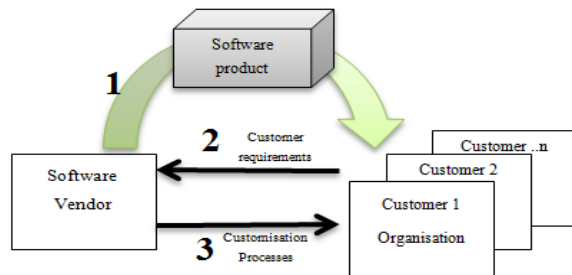 Software
product
1
2
Customer
requirements
Customer ..n
Customer 2
Software
Vendor
Customer 1
Organisation
3
Customisation
Processes